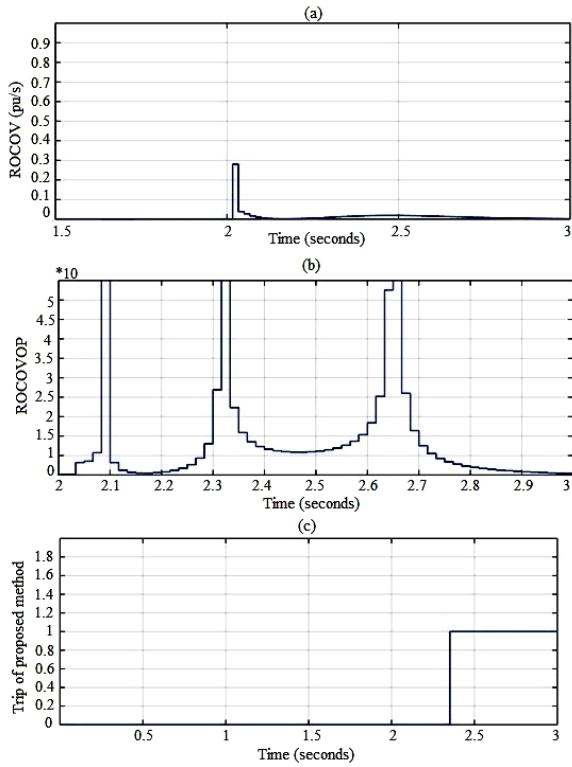 (a)
ROCOV (pu/s)
0.9
0.8
0.7
0.6
0.5
0.4
0.3
0.2
0.1
0
1.5 2 2.5 3
Time (seconds)
(b)
*10
ROCOVOP
5
4.5
4
3.5
3
2.5
2
1.5
1
0
2 2.1 2.2 2.3 2.4 2.5 2.6 2.7 2.8 2.9 3
Time (seconds)
(c)
Trip of proposed method
1.8
1.6
1.4
1.2
1
0.8
0.6
0.4
0.2
0
0.5 1 1.5 2 2.5 3
Time (seconds)